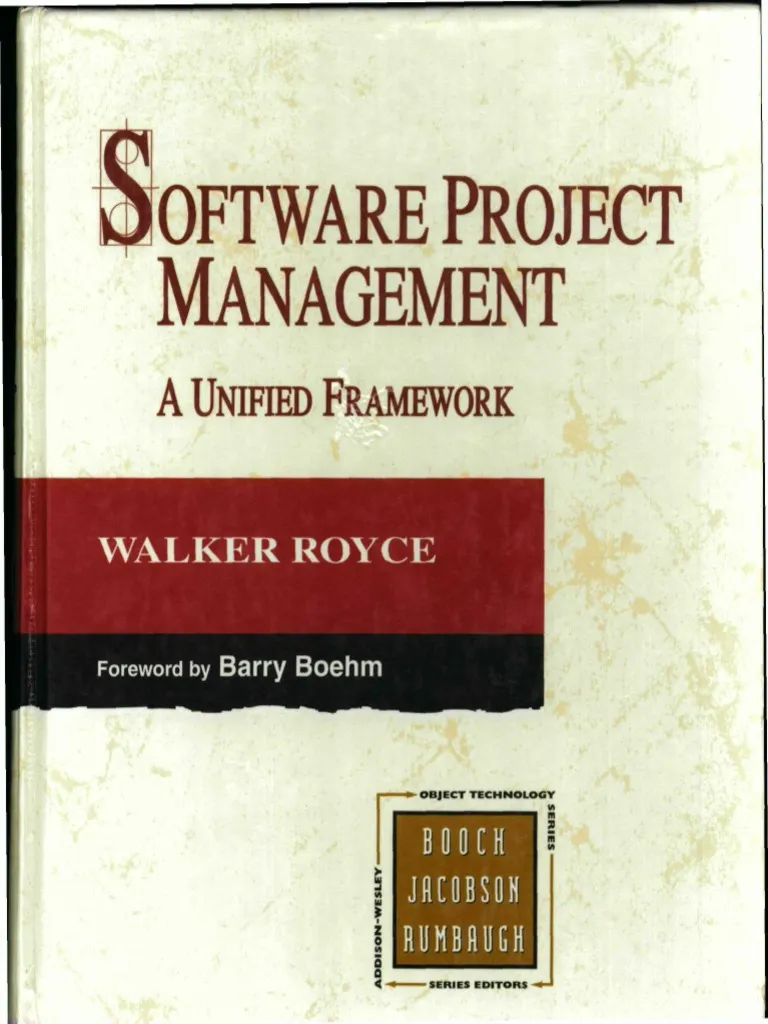 SOFTWARE PROJECT
MANAGEMENT
A UNIFIED FRAMEWORK
WALKER ROYCE
Foreword by Barry Boehm
OBJECT TECHNOLOGY
SERIES
BOOCH
JACOBSON
RUMBAUGH
ADDISON-WESLEY
SERIES EDITORS